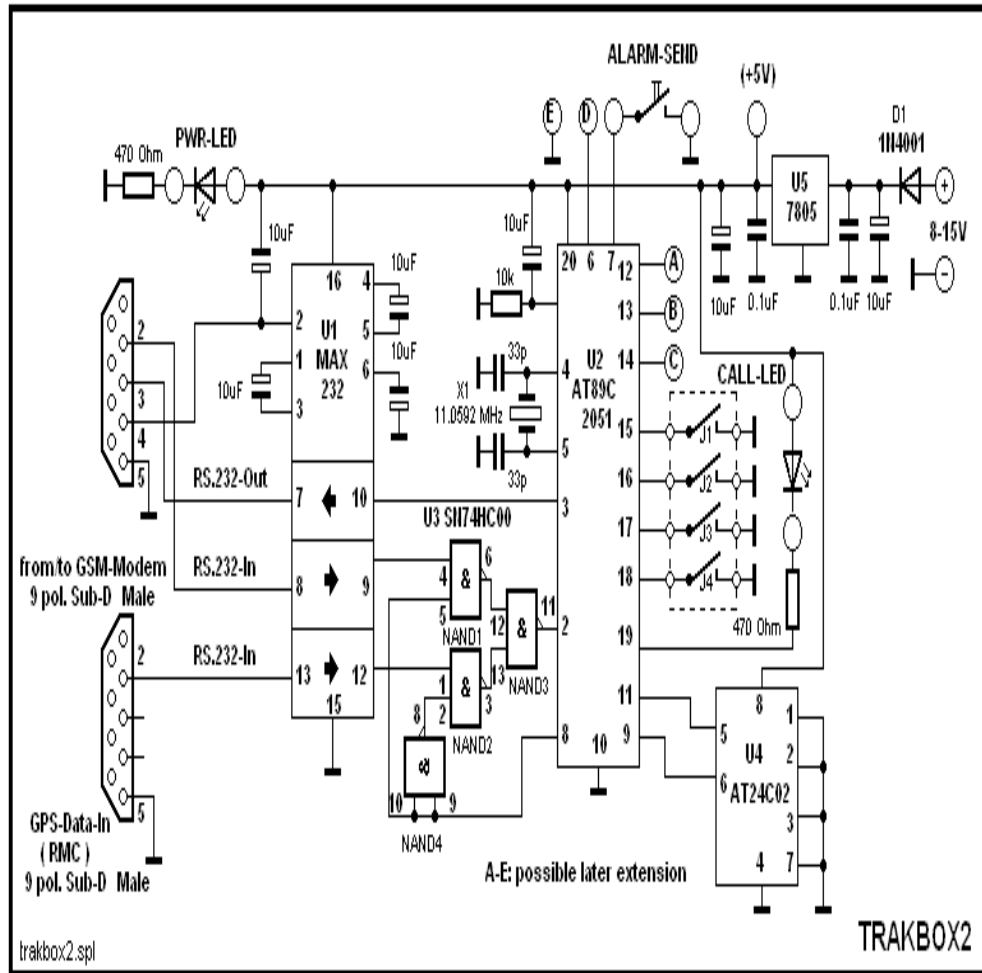 ALARM-SEND
(+5V)
D1
1N4001
E
D
PWR-LED
470 Ohm
U5
7805
+
8-15V
−
10uF
10uF
10uF
10uF
0.1uF
0.1uF
10uF
16
4
20
6
7
12
A
13
B
14
C
10k
2
U1
MAX
232
5
10uF
1
6
3
10uF
2
3
4
5
33p
X1
11.0592 MHz
33p
4
5
U2
AT89C
2051
CALL-LED
15
J1
16
J2
17
J3
18
J4
RS.232-Out
7
10
3
U3 SN74HC00
from/to GSM-Modem
9 pol. Sub-D Male
RS.232-In
8
9
4
5
&
6
NAND1
12
13
&
11
2
NAND3
470 Ohm
19
RS.232-In
2
13
12
15
1
2
&
3
NAND2
8
&
10
9
NAND4
8
10
11
9
5
6
8
U4
AT24C02
1
2
3
7
4
5
GPS-Data-In
( RMC )
9 pol. Sub-D Male
A-E: possible later extension
trakbox2.spl
TRAKBOX2